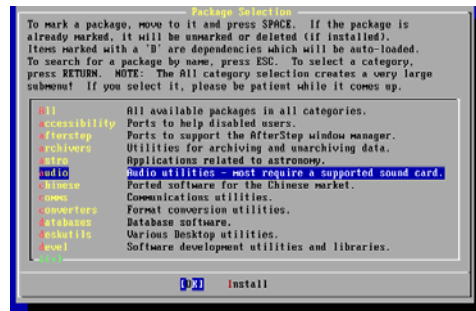 Package Selection
To mark a package, move to it and press SPACE.  If the package is
already marked, it will be unmarked or deleted (if installed).
Items marked with a 'D' are dependencies which will be auto-loaded.
To search for a package by name, press ESC.  To select a category,
press RETURN.  NOTE: The All category selection creates a very large
submenu!  If you select it, please be patient while it comes up.
All All available packages in all categories.
accessibility Ports to help disabled users.
afterstep Ports to support the AfterStep window manager.
archivers Utilities for archiving and unarchiving data.
astro Applications related to astronomy.
audio Audio utilities - most require a supported sound card.
chinese Ported software for the Chinese market.
comms Communications utilities.
converters Format conversion utilities.
databases Database software.
deskutils Various Desktop utilities.
devel Software development utilities and libraries.
[ OK ] Install